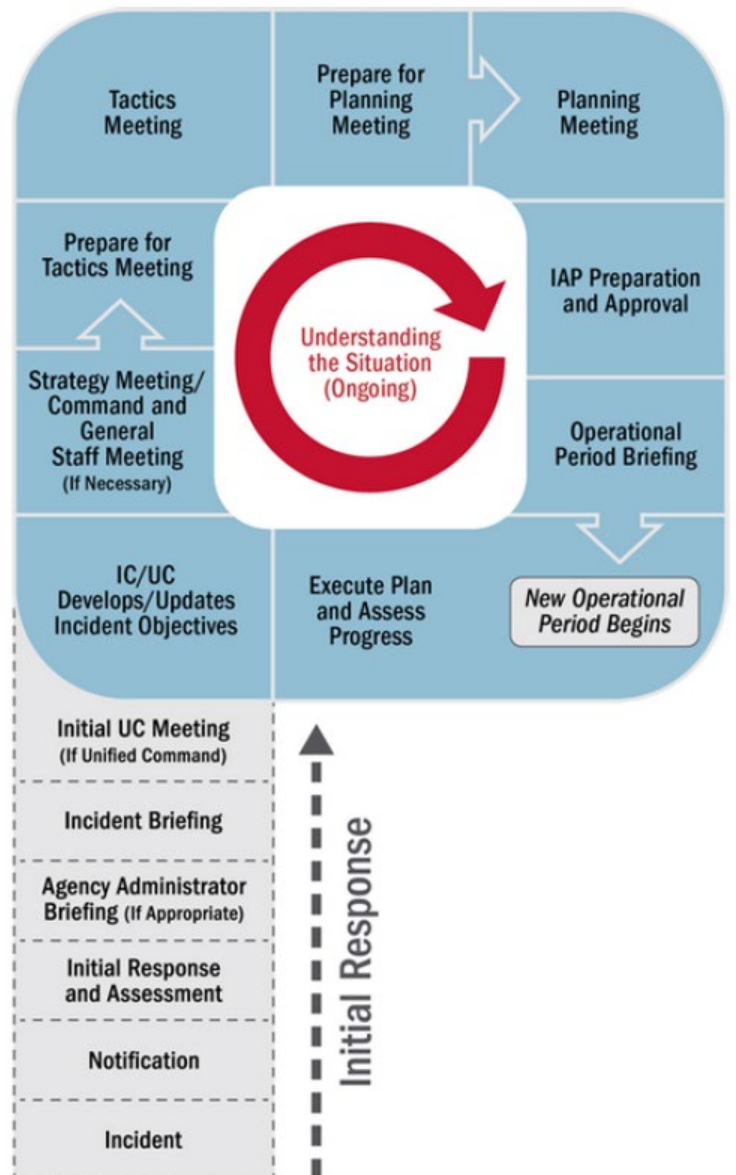 Tactics
Meeting
Prepare for
Planning
Meeting
Planning
Meeting
Prepare for
Tactics Meeting
Understanding
the Situation
(Ongoing)
IAP Preparation
and Approval
Strategy Meeting/
Command and
General
Staff Meeting
(If Necessary)
Operational
Period Briefing
IC/UC
Develops/Updates
Incident Objectives
Execute Plan
and Assess
Progress
New Operational
Period Begins
Initial UC Meeting
(If Unified Command)
Incident Briefing
Agency Administrator
Briefing (If Appropriate)
Initial Response
and Assessment
Notification
Incident
Initial Response